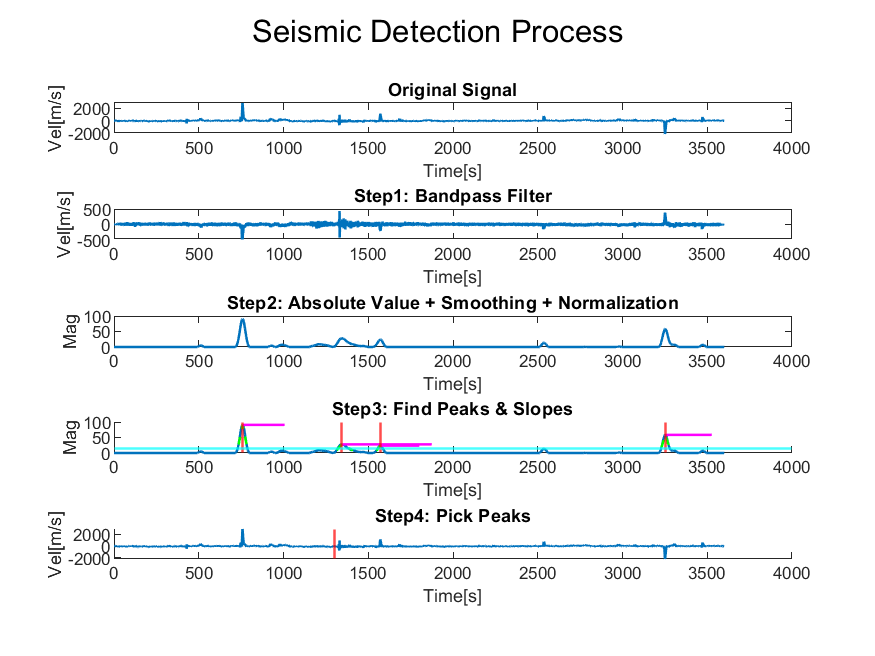 Seismic Detection Process
Original Signal
Vel[m/s]
2000
0
-2000
0 500 1000 1500 2000 2500 3000 3500 4000
Time[s]
Step1: Bandpass Filter
Vel[m/s]
500
0
-500
0 500 1000 1500 2000 2500 3000 3500 4000
Time[s]
Step2: Absolute Value + Smoothing + Normalization
Mag
100
50
0
0 500 1000 1500 2000 2500 3000 3500 4000
Time[s]
Step3: Find Peaks & Slopes
Mag
100
50
0
0 500 1000 1500 2000 2500 3000 3500 4000
Time[s]
Step4: Pick Peaks
Vel[m/s]
2000
0
-2000
0 500 1000 1500 2000 2500 3000 3500 4000
Time[s]